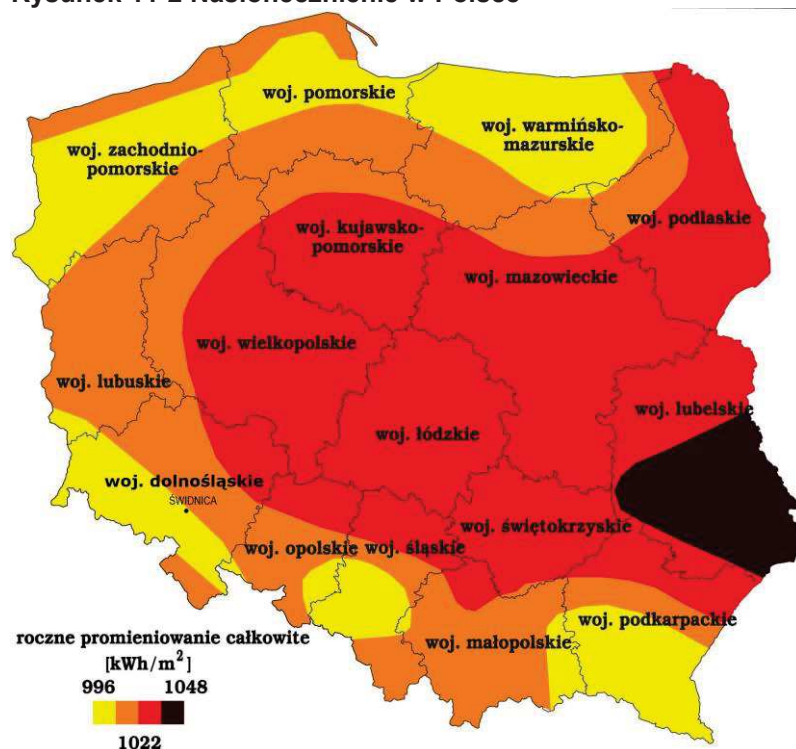 woj. pomorskie
woj. warmińsko-
mazurskie
woj. zachodnio-
pomorskie
woj. podlaskie
woj. kujawsko-
pomorskie
woj. mazowieckie
woj. wielkopolskie
woj. lubuskie
woj. lubelskie
woj. łódzkie
woj. dolnośląskie
ŚWIDNICA
woj. świętokrzyskie
woj. opolskie
woj. śląskie
woj. podkarpackie
woj. małopolskie
roczne promieniowanie całkowite
[kWh/m²]
996 1048
1022